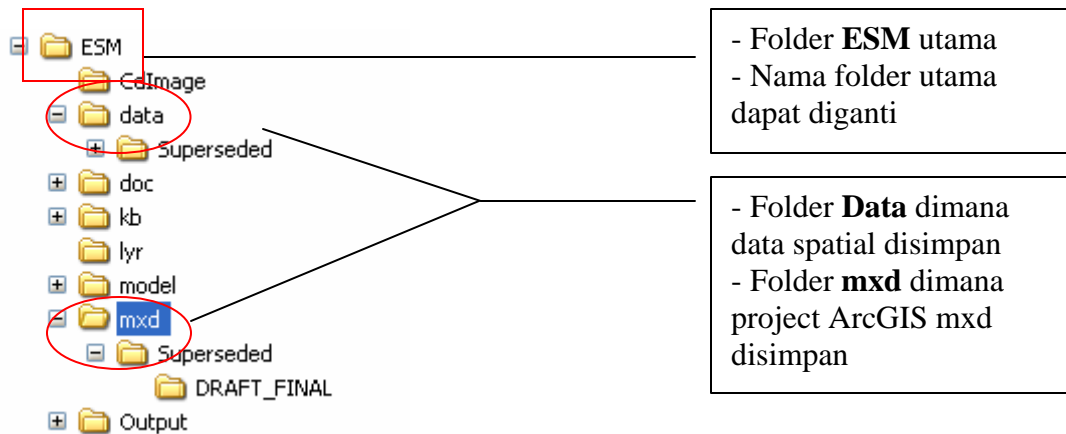 ESM
CdImage
data
Superseded
doc
kb
lyr
model
mxd
Superseded
DRAFT_FINAL
Output
- Folder ESM utama
- Nama folder utama
dapat diganti
- Folder Data dimana
data spatial disimpan
- Folder mxd dimana
project ArcGIS mxd
disimpan